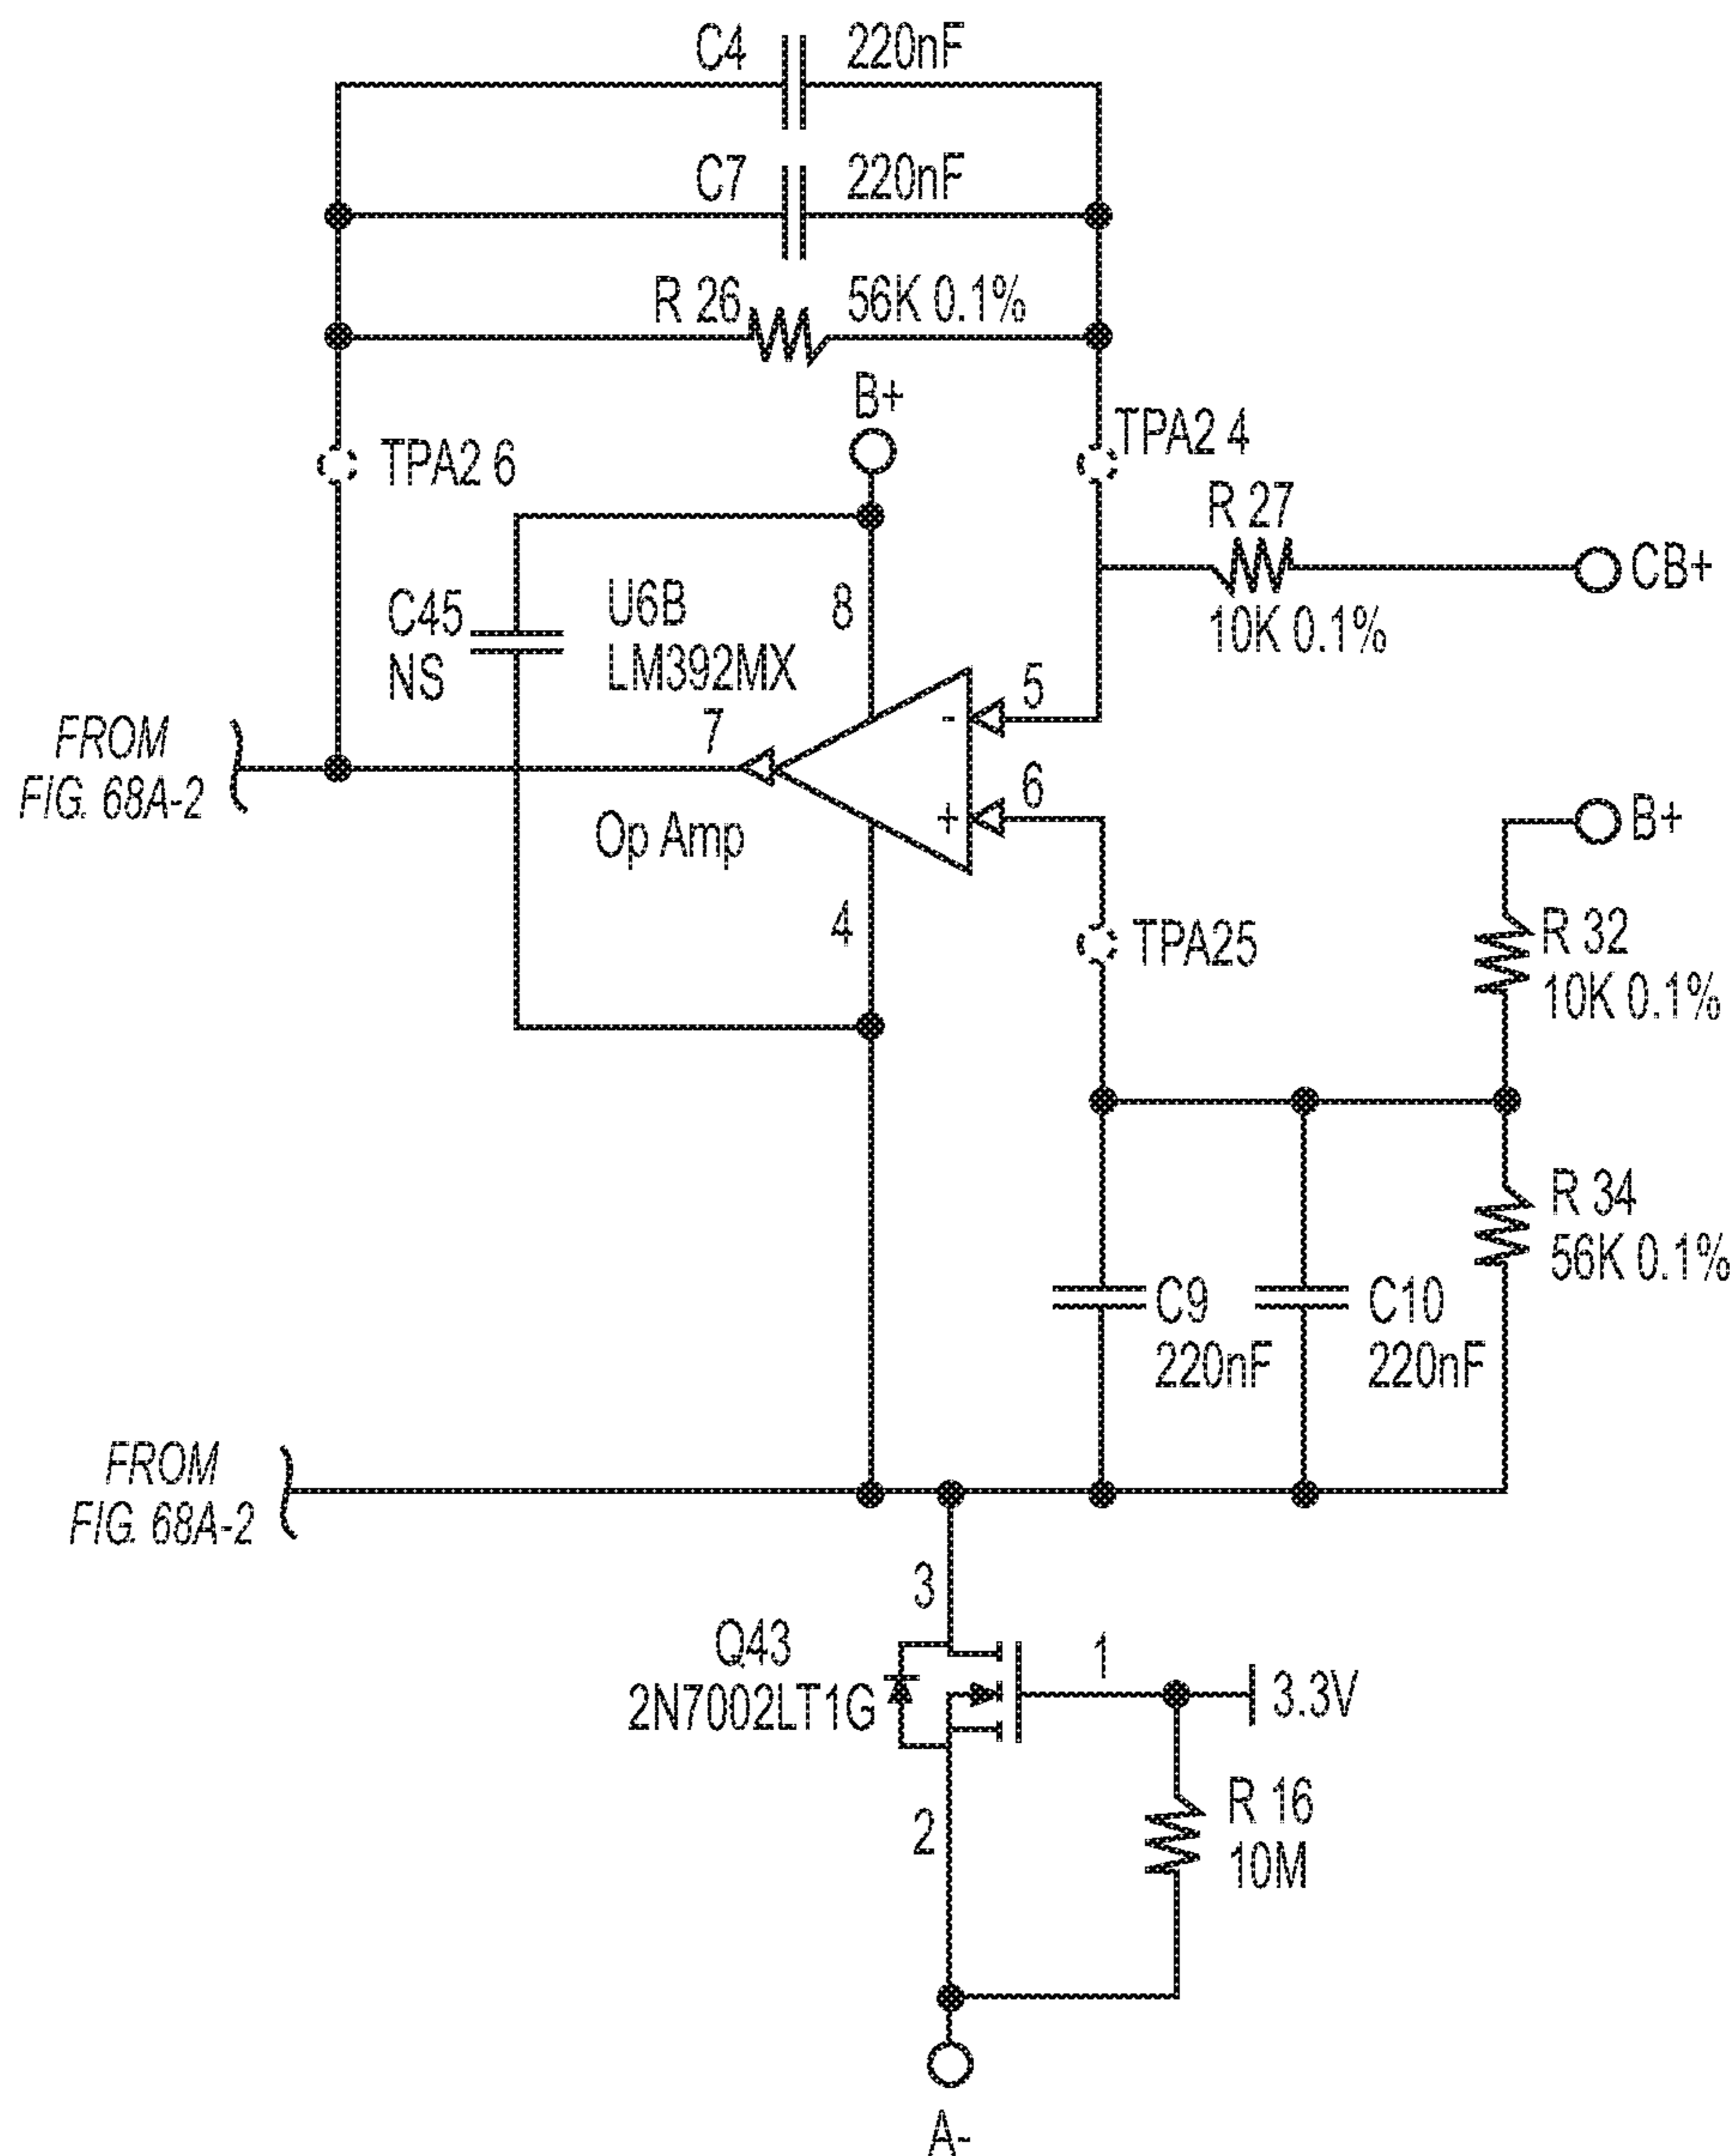 C4 220nF
C7 220nF
R 26 56K 0.1%
B+
TPA2 6
TPA2 4
R 27
CB+
10K 0.1%
C45
NS
U6B
LM392MX
8
5
7
-
FROM
FIG. 68A-2
6
+
Op Amp
B+
4
TPA25
R 32
10K 0.1%
R 34
56K 0.1%
C9
220nF
C10
220nF
FROM
FIG. 68A-2
3
Q43
2N7002LT1G
1
3.3V
2
R 16
10M
A-